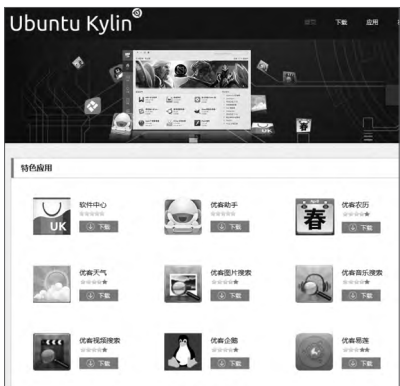 Ubuntu Kylin
下载 应用
特色应用
软件中心
下载
优客助手
下载
春
优客农历
下载
UK
优客天气
下载
优客图片搜索
下载
优客音乐搜索
下载
优客视频搜索
下载
优客企鹅
下载
优客易连
下载